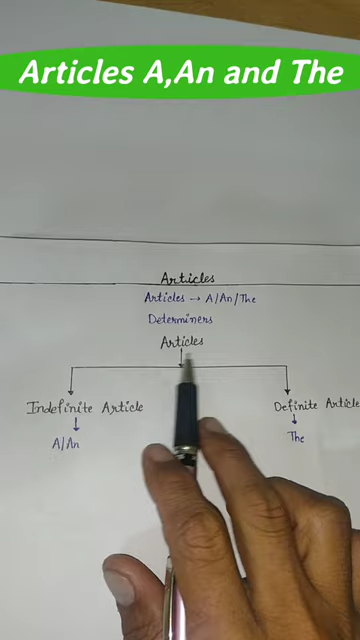 Articles A,An and The
Articles
Articles → A/An/The
Determiners
Articles
Indefinite Article
Definite Article
A/An
The